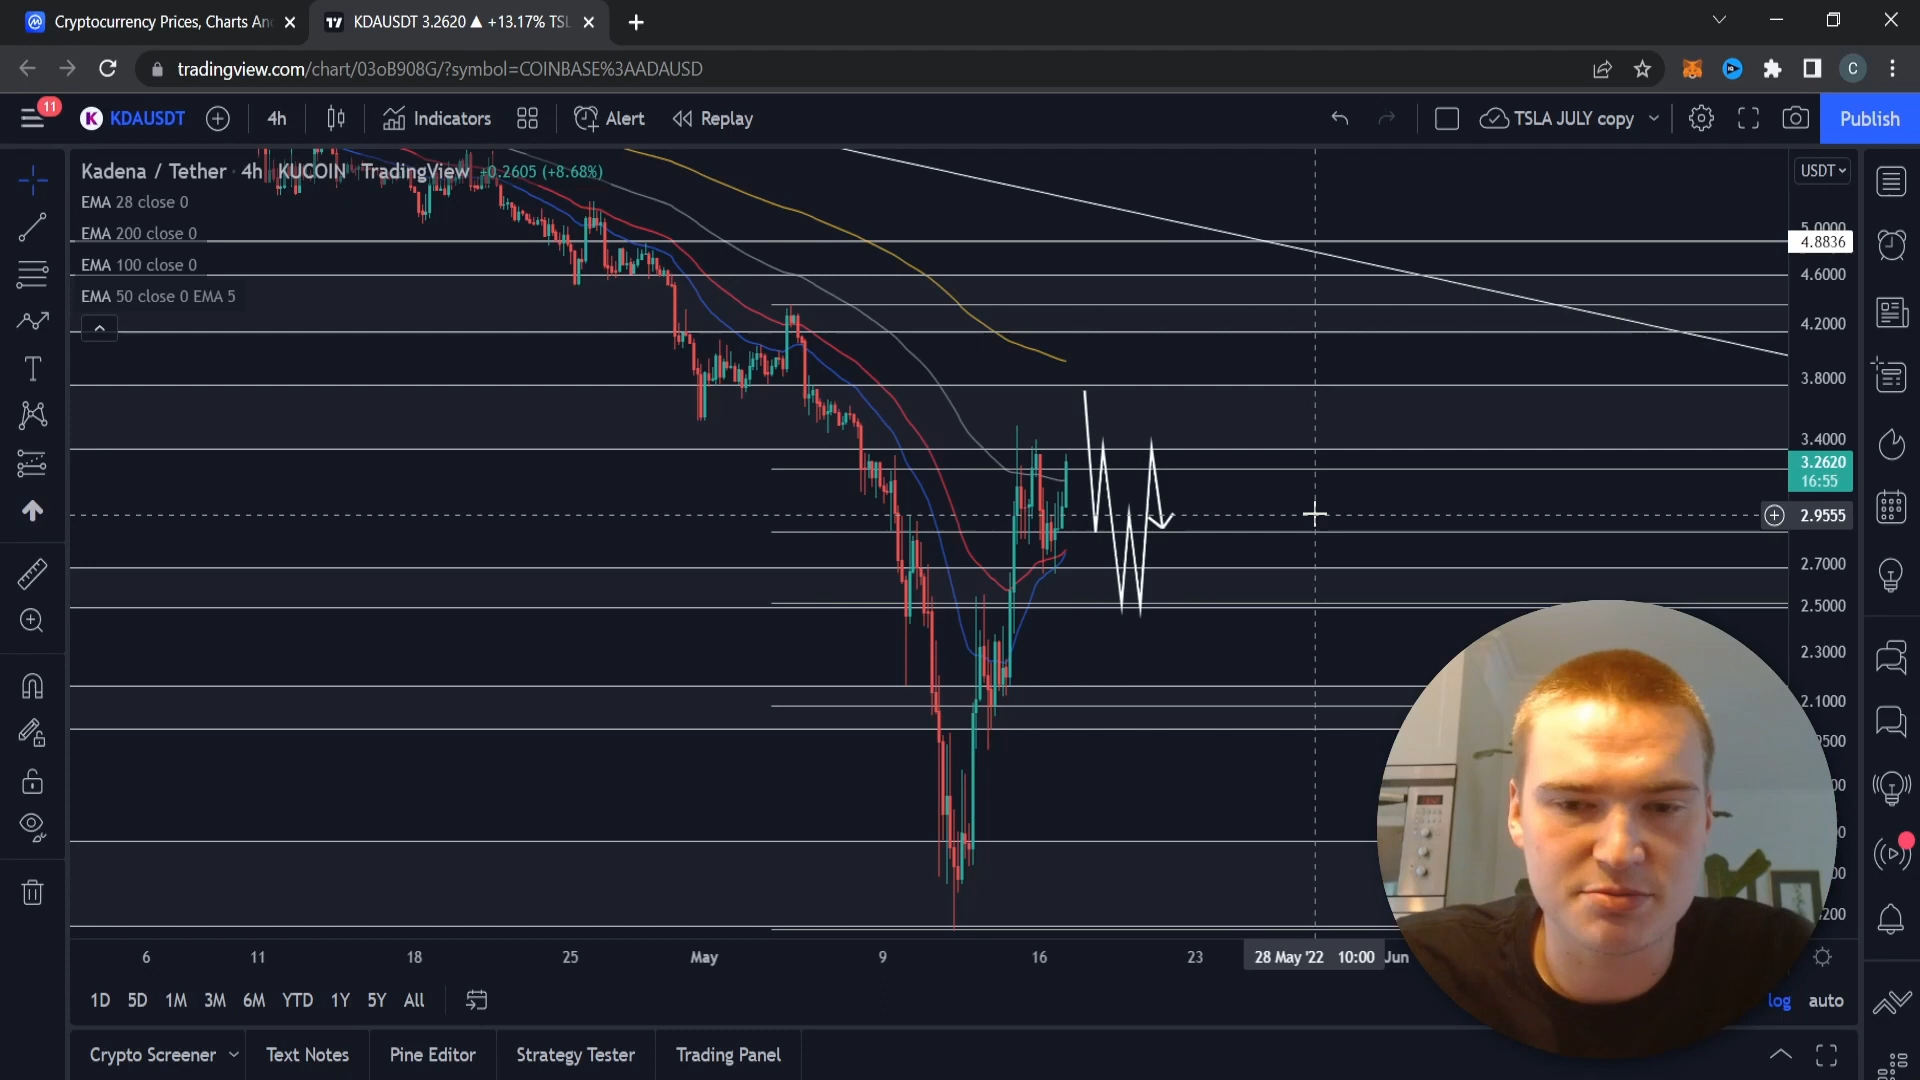 Cryptocurrency Prices, Charts An
KDAUSDT 3.2620 ▲ +13.17% TSL
tradingview.com/chart/03oB908G/?symbol=COINBASE%3AADAUSD
C
11
KDAUSDT
4h
Indicators
Alert
Replay
TSLA JULY copy
Publish
Kadena / Tether · 4h · KUCOIN · TradingView +0.2605 (+8.68%)
EMA 28 close 0
EMA 200 close 0
EMA 100 close 0
EMA 50 close 0 EMA 5
USDT
5.0000
4.8836
4.6000
4.2000
3.8000
3.4000
3.2620
16:55
2.9555
2.7000
2.5000
2.3000
2.1000
6
11
18
25
May
9
16
23
28 May '22 10:00
Jun
1D
5D
1M
3M
6M
YTD
1Y
5Y
All
log
auto
Crypto Screener
Text Notes
Pine Editor
Strategy Tester
Trading Panel